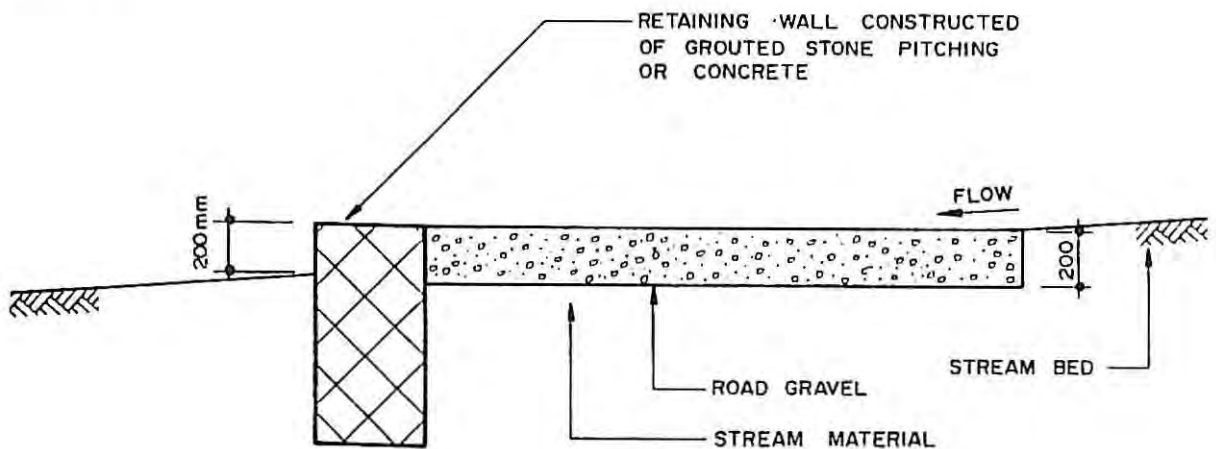 RETAINING WALL CONSTRUCTED
OF GROUTED STONE PITCHING
OR CONCRETE
200mm
FLOW
200
STREAM BED
ROAD GRAVEL
STREAM MATERIAL